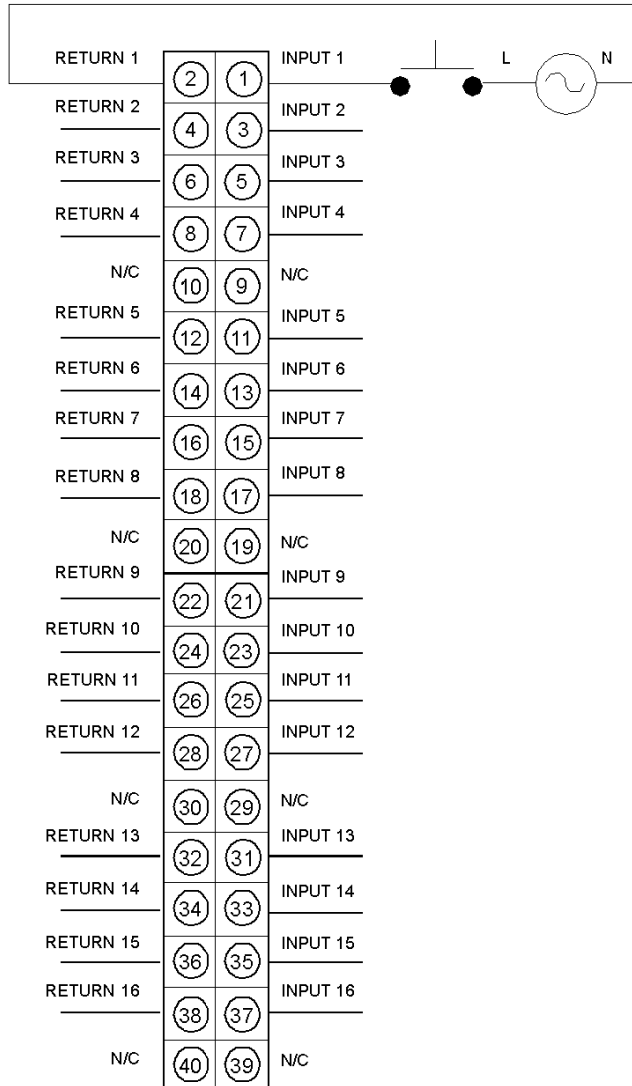 RETURN 1 2 1 INPUT 1 L N
RETURN 2 4 3 INPUT 2
RETURN 3 6 5 INPUT 3
RETURN 4 8 7 INPUT 4
N/C 10 9 N/C
RETURN 5 12 11 INPUT 5
RETURN 6 14 13 INPUT 6
RETURN 7 16 15 INPUT 7
RETURN 8 18 17 INPUT 8
N/C 20 19 N/C
RETURN 9 22 21 INPUT 9
RETURN 10 24 23 INPUT 10
RETURN 11 26 25 INPUT 11
RETURN 12 28 27 INPUT 12
N/C 30 29 N/C
RETURN 13 32 31 INPUT 13
RETURN 14 34 33 INPUT 14
RETURN 15 36 35 INPUT 15
RETURN 16 38 37 INPUT 16
N/C 40 39 N/C